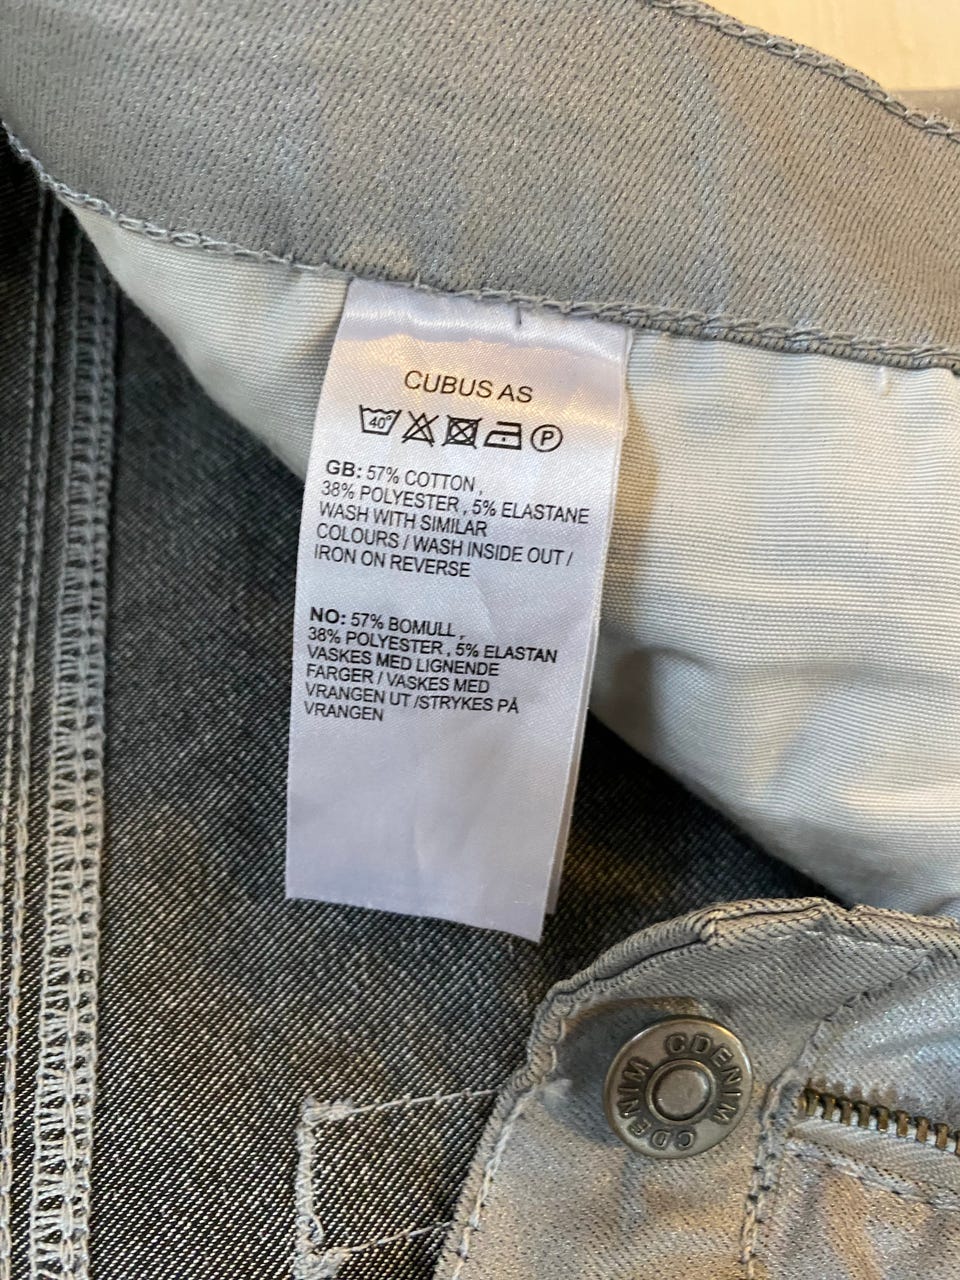 CUBUS AS
40° P
GB: 57% COTTON ,
38% POLYESTER , 5% ELASTANE
WASH WITH SIMILAR
COLOURS / WASH INSIDE OUT /
IRON ON REVERSE
NO: 57% BOMULL ,
38% POLYESTER , 5% ELASTAN
VASKES MED LIGNENDE
FARGER / VASKES MED
VRANGEN UT /STRYKES PÅ
VRANGEN
CDENIM
CDENIM